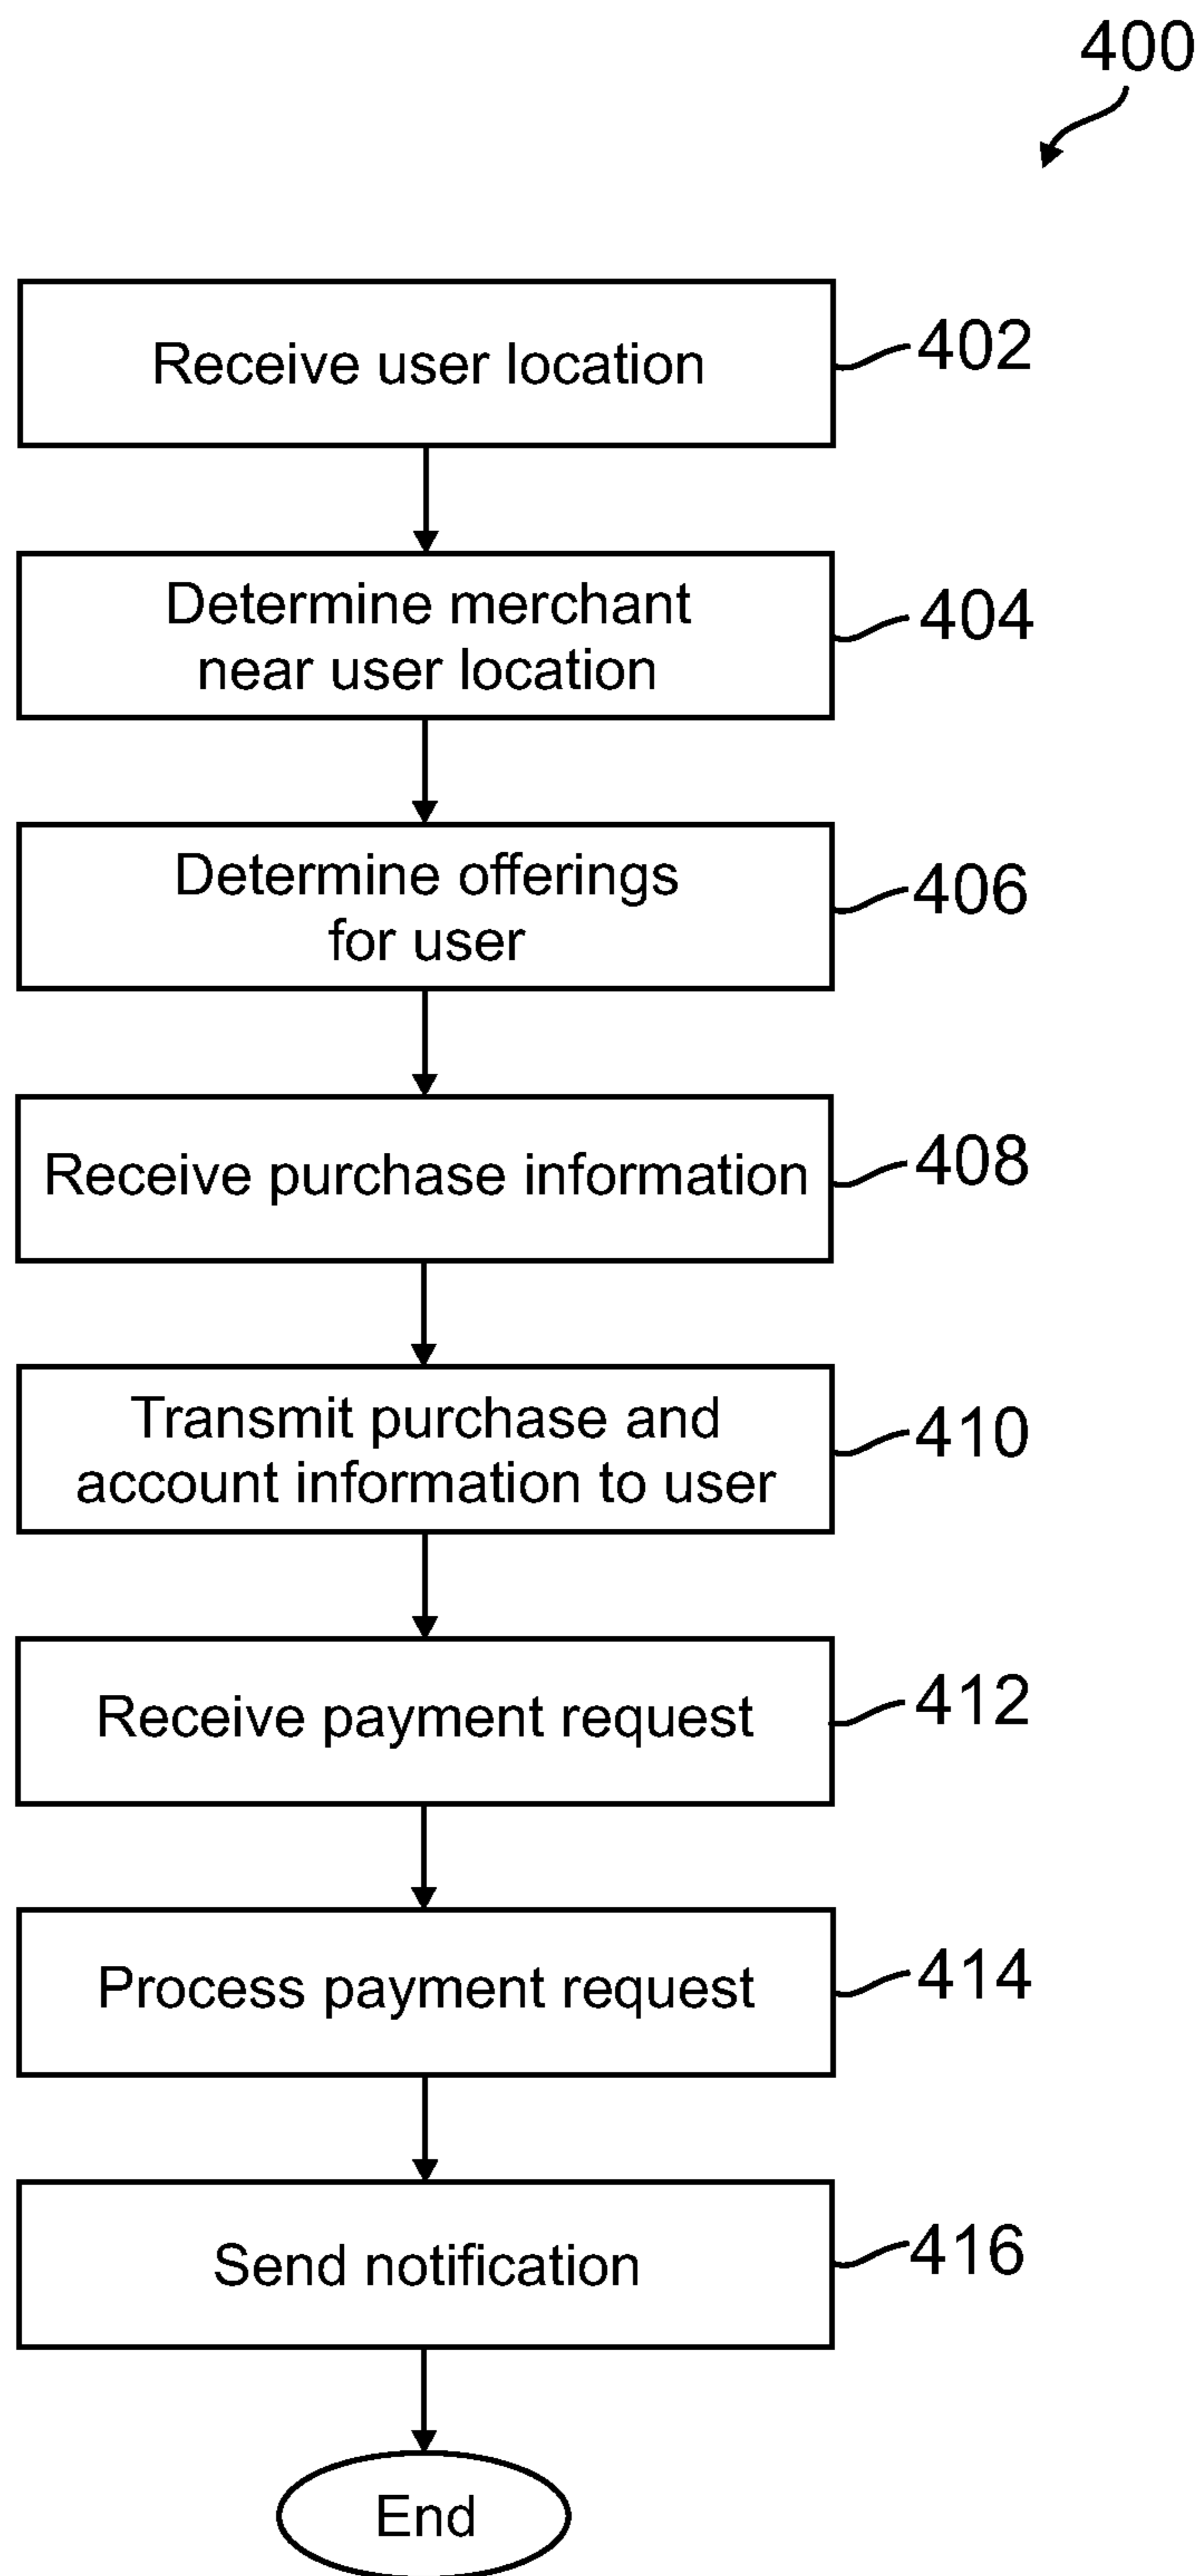 400
Receive user location
402
Determine merchant
near user location
404
Determine offerings
for user
406
Receive purchase information
408
Transmit purchase and
account information to user
410
Receive payment request
412
Process payment request
414
Send notification
416
End